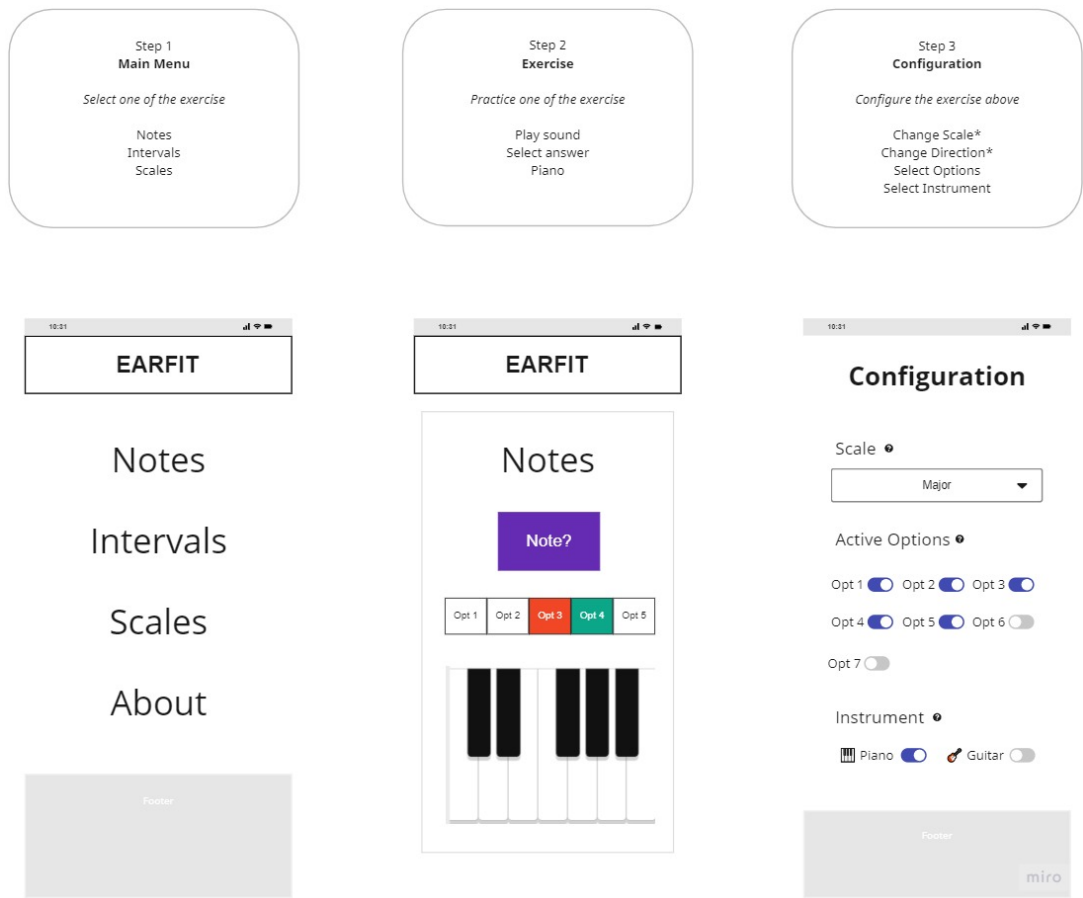 Step 1
Main Menu
Select one of the exercise
Notes
Intervals
Scales
Step 2
Exercise
Practice one of the exercise
Play sound
Select answer
Piano
Step 3
Configuration
Configure the exercise above
Change Scale*
Change Direction*
Select Options
Select Instrument
10:31
EARFIT
Notes
Intervals
Scales
About
Footer
10:31
EARFIT
Notes
Note?
Opt 1 Opt 2 Opt 3 Opt 4 Opt 5
10:31
Configuration
Scale ?
Major
Active Options ?
Opt 1 Opt 2 Opt 3
Opt 4 Opt 5 Opt 6
Opt 7
Instrument ?
Piano Guitar
Footer
miro